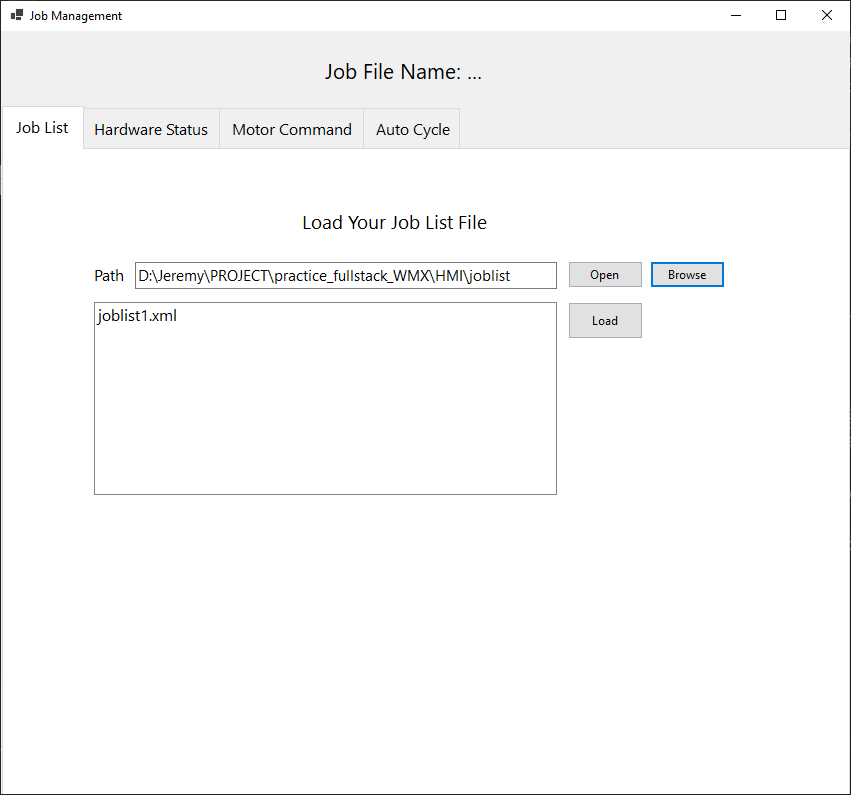 Job Management
Job File Name: ...
Job List Hardware Status Motor Command Auto Cycle
Load Your Job List File
Path D:\Jeremy\PROJECT\practice_fullstack_WMX\HMI\joblist Open Browse
joblist1.xml Load